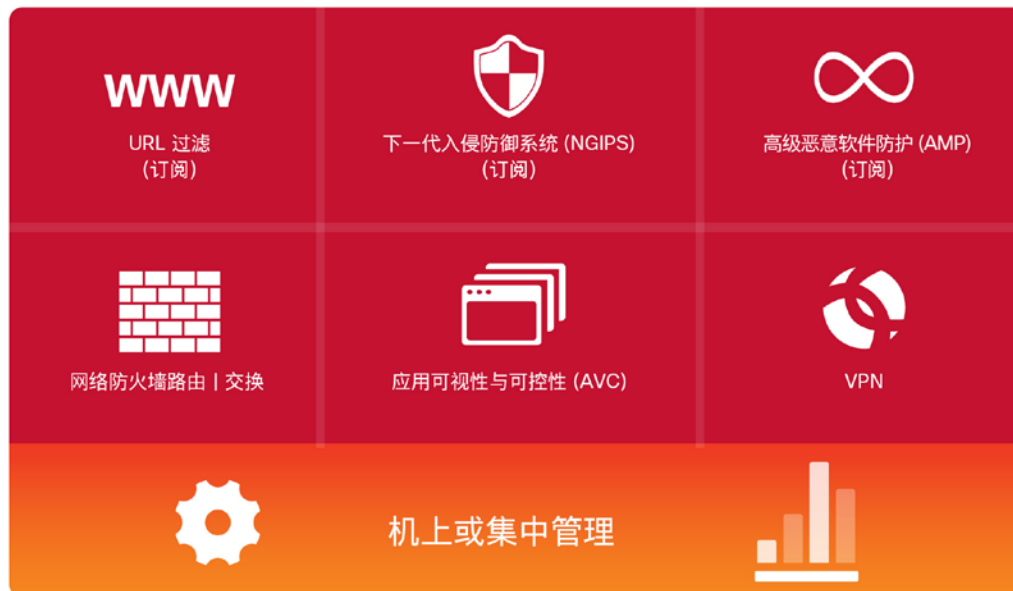 www
URL 过滤
(订阅)
下一代入侵防御系统 (NGIPS)
(订阅)
高级恶意软件防护 (AMP)
(订阅)
网络防火墙路由 | 交换
应用可视性与可控性 (AVC)
VPN
机上或集中管理